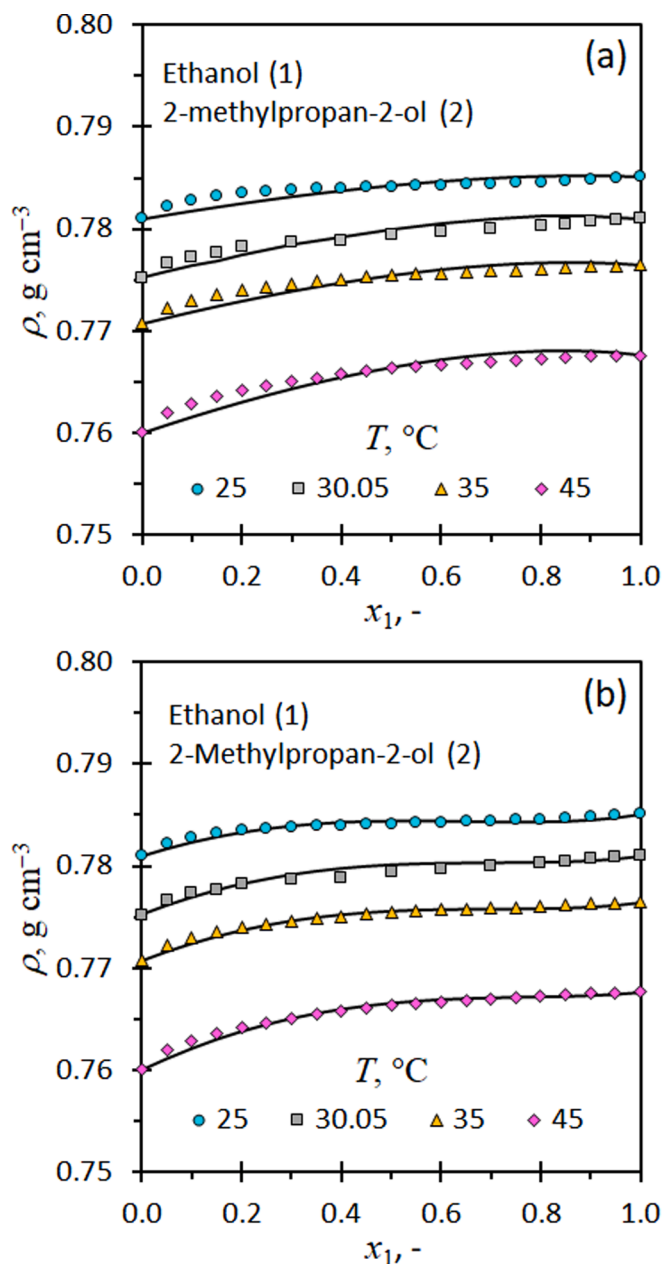 0.80
(a)
Ethanol (1)
2-methylpropan-2-ol (2)
0.79
0.78
ρ, g cm⁻³
0.77
0.76
T, °C
25 30.05 35 45
0.75
0.0 0.2 0.4 0.6 0.8 1.0
x₁, -
0.80
(b)
Ethanol (1)
2-Methylpropan-2-ol (2)
0.79
0.78
ρ, g cm⁻³
0.77
0.76
T, °C
25 30.05 35 45
0.75
0.0 0.2 0.4 0.6 0.8 1.0
x₁, -